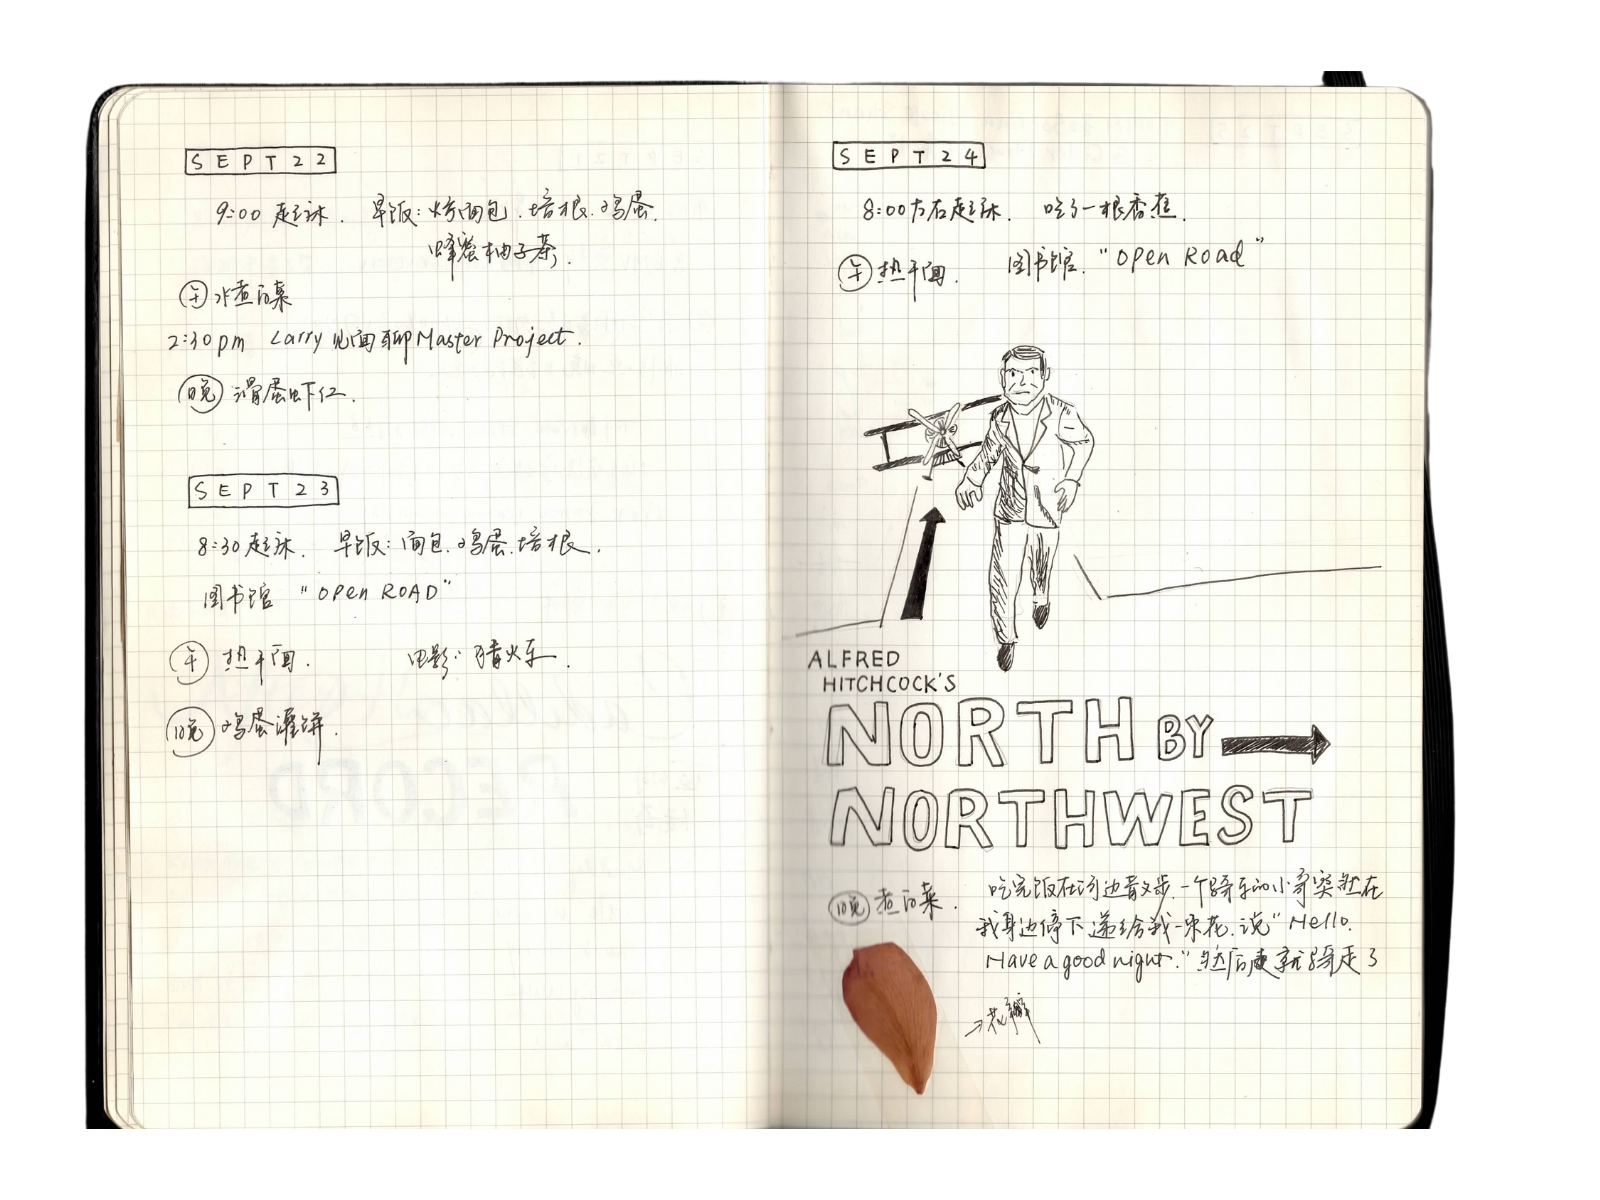 SEPT 22
9:00 起床. 早饭: 烤面包. 培根. 鸡蛋.
蜂蜜柚子茶.
午 水煮白菜
2:30pm Larry 见面聊 Master Project.
晚 滑蛋虾仁.
SEPT 23
8:30 起床. 早饭: 面包. 鸡蛋. 培根.
图书馆 "OPen ROAD"
午 热干面. 电影: 猜火车.
晚 鸡蛋灌饼.
SEPT 24
8:00左右起床. 吃了一根香蕉.
午 热干面. 图书馆. "Open Road"
ALFRED
HITCHCOCK'S
NORTH BY
NORTHWEST
晚 煮白菜.
吃完饭在河边散步. 一个骑车的小哥突然在
我身边停下递给我一束花. 说 "Hello.
Have a good night." 然后便就骑走了
→花瓣